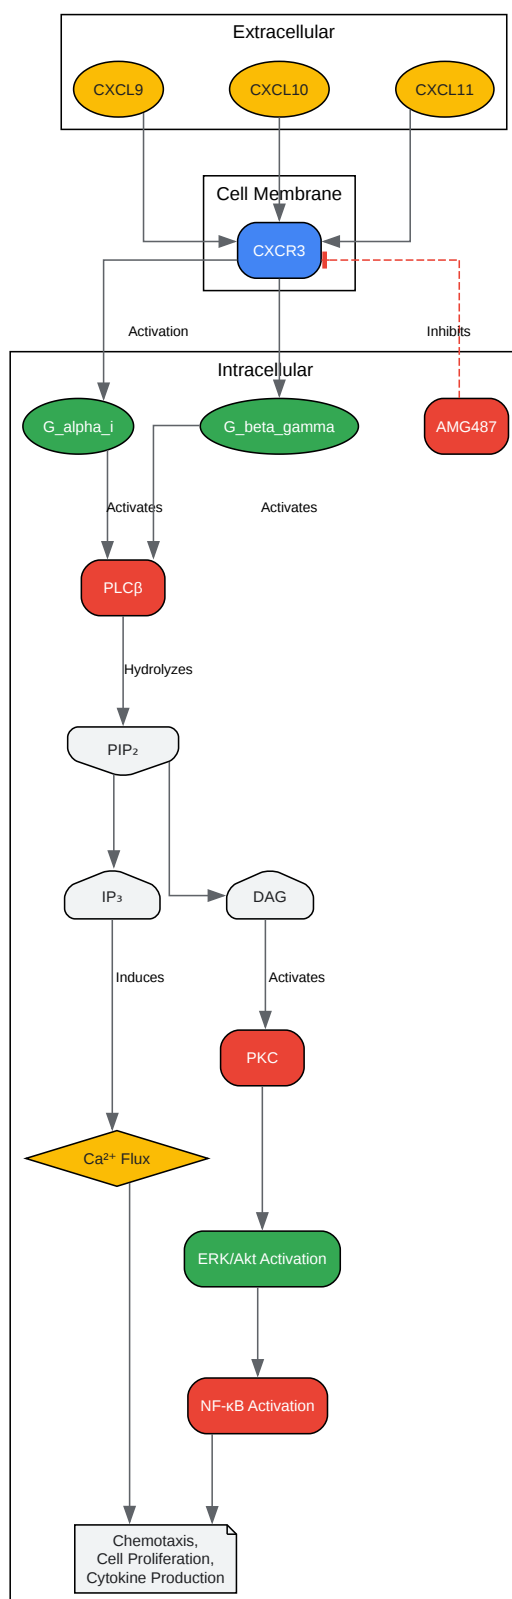 Extracellular
CXCL9
CXCL10
CXCL11
Cell Membrane
CXCR3
Activation
Inhibits
Intracellular
G_alpha_i
G_beta_gamma
AMG487
Activates
Activates
PLCβ
Hydrolyzes
PIP₂
IP₃
DAG
Induces
Activates
PKC
Ca²⁺ Flux
ERK/Akt Activation
NF-κB Activation
Chemotaxis,
Cell Proliferation,
Cytokine Production